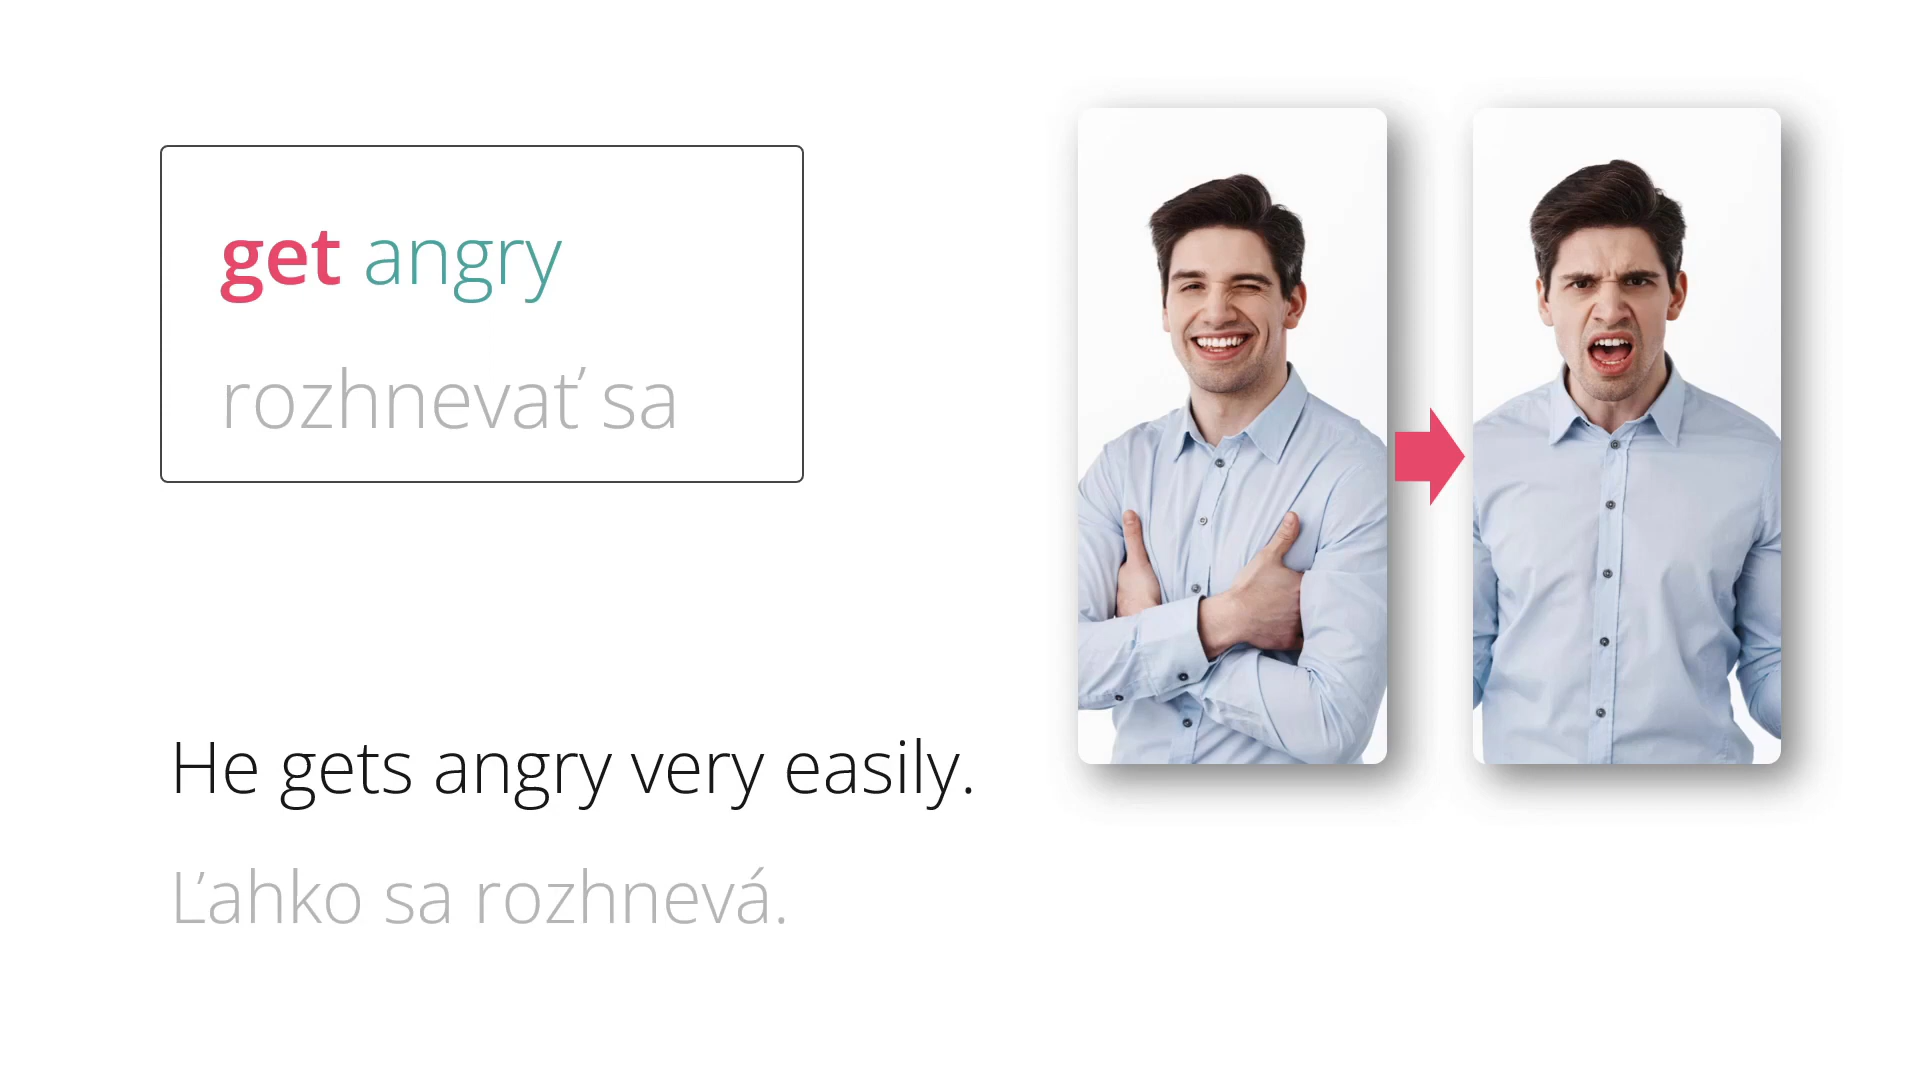 get angry
rozhnevať sa
He gets angry very easily.
Ľahko sa rozhnevá.